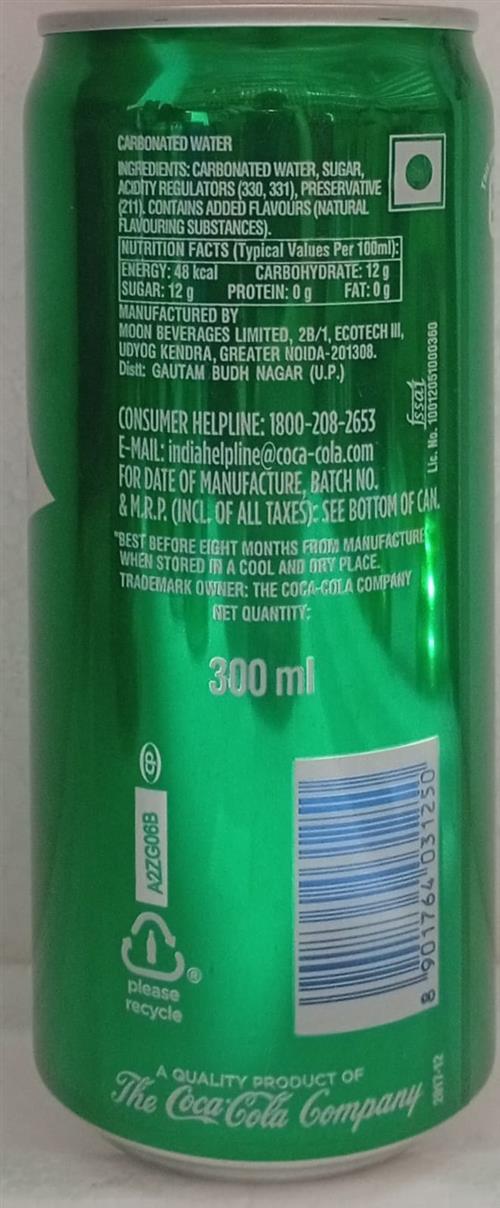 CARBONATED WATER
INGREDIENTS: CARBONATED WATER, SUGAR,
ACIDITY REGULATORS (330, 331), PRESERVATIVE
(211). CONTAINS ADDED FLAVOURS (NATURAL
FLAVOURING SUBSTANCES).
NUTRITION FACTS (Typical Values Per 100ml):
ENERGY: 48 kcal CARBOHYDRATE: 12 g
SUGAR: 12 g PROTEIN: 0 g FAT: 0 g
MANUFACTURED BY
MOON BEVERAGES LIMITED, 2B/1, ECOTECH III,
UDYOG KENDRA, GREATER NOIDA-201308.
Distt: GAUTAM BUDH NAGAR (U.P.)
fssai
Lic. No. 10012051000360
CONSUMER HELPLINE: 1800-208-2653
E-MAIL: indiahelpline@coca-cola.com
FOR DATE OF MANUFACTURE, BATCH NO.
& M.R.P. (INCL. OF ALL TAXES): SEE BOTTOM OF CAN.
"BEST BEFORE EIGHT MONTHS FROM MANUFACTURE
WHEN STORED IN A COOL AND DRY PLACE.
TRADEMARK OWNER: THE COCA-COLA COMPANY
NET QUANTITY:
300 ml
A2ZG06B
please
recycle
®
8 901764 031250
A QUALITY PRODUCT OF
The Coca-Cola Company